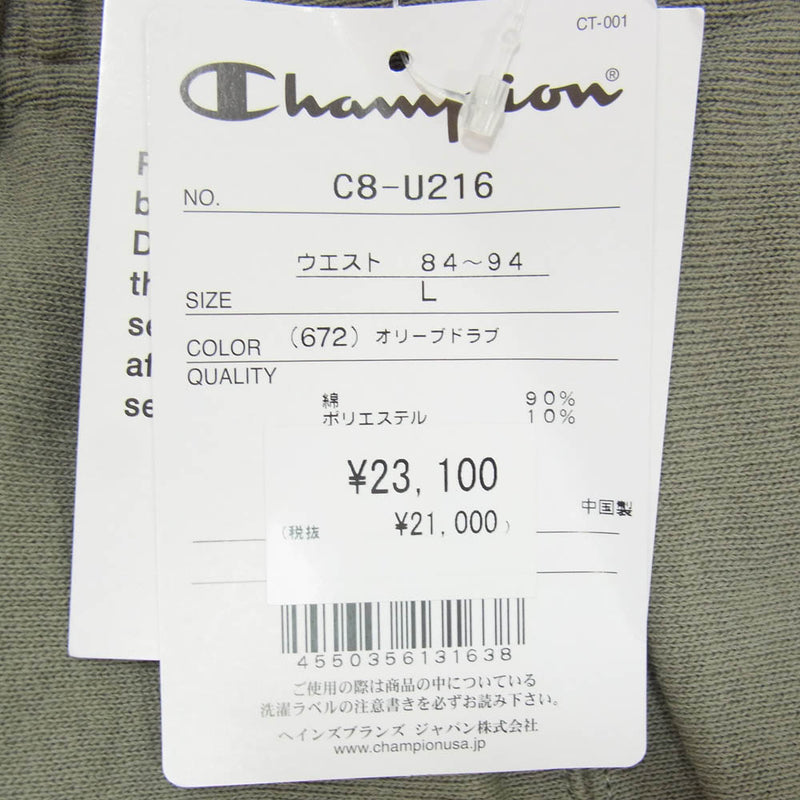 CT-001
Champion®
NO. C8-U216
ウエスト 84～94
SIZE L
COLOR (672) オリーブドラブ
QUALITY
綿 90%
ポリエステル 10%
¥23,100
(税抜 ¥21,000)
中国製
4550356131638
ご使用の際は商品の中についている
洗濯ラベルの注意書きを必ずお読み下さい。
ヘインズブランズ ジャパン株式会社
www.championusa.jp